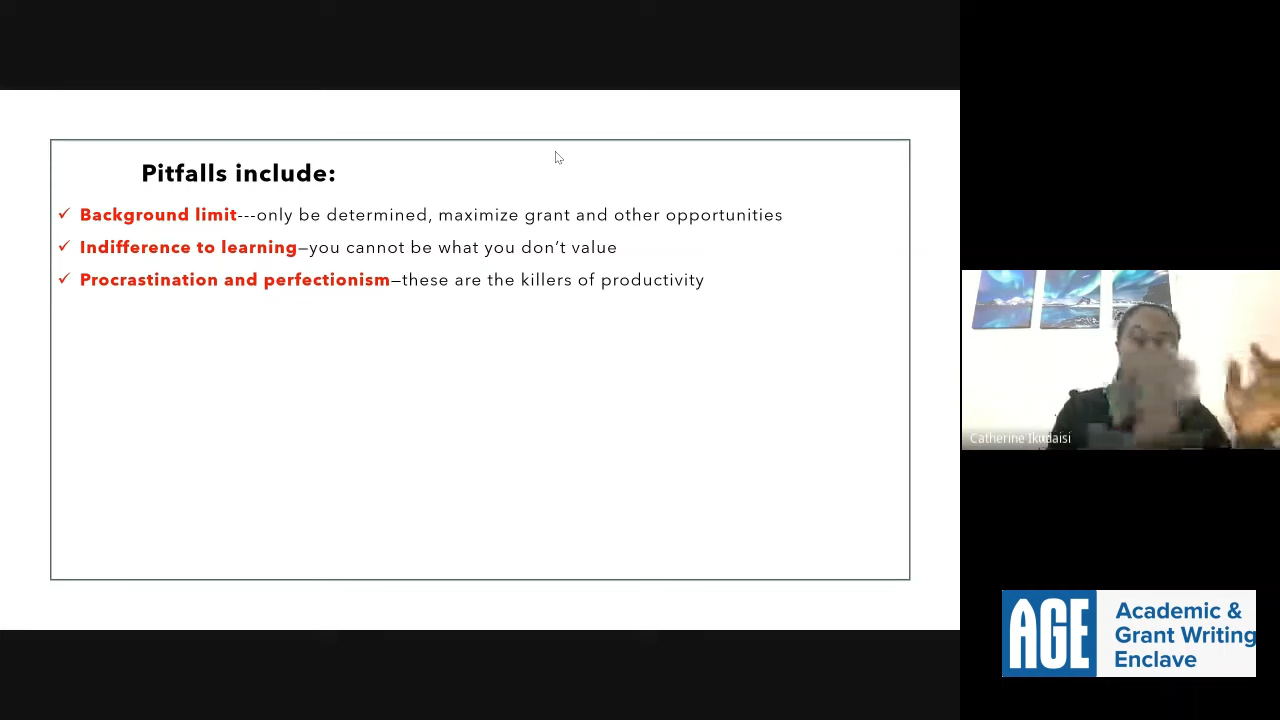 Pitfalls include:
✓ Background limit---only be determined, maximize grant and other opportunities
✓ Indifference to learning–you cannot be what you don’t value
✓ Procrastination and perfectionism–these are the killers of productivity
Catherine Ikudaisi
AGE
Academic &
Grant Writing
Enclave